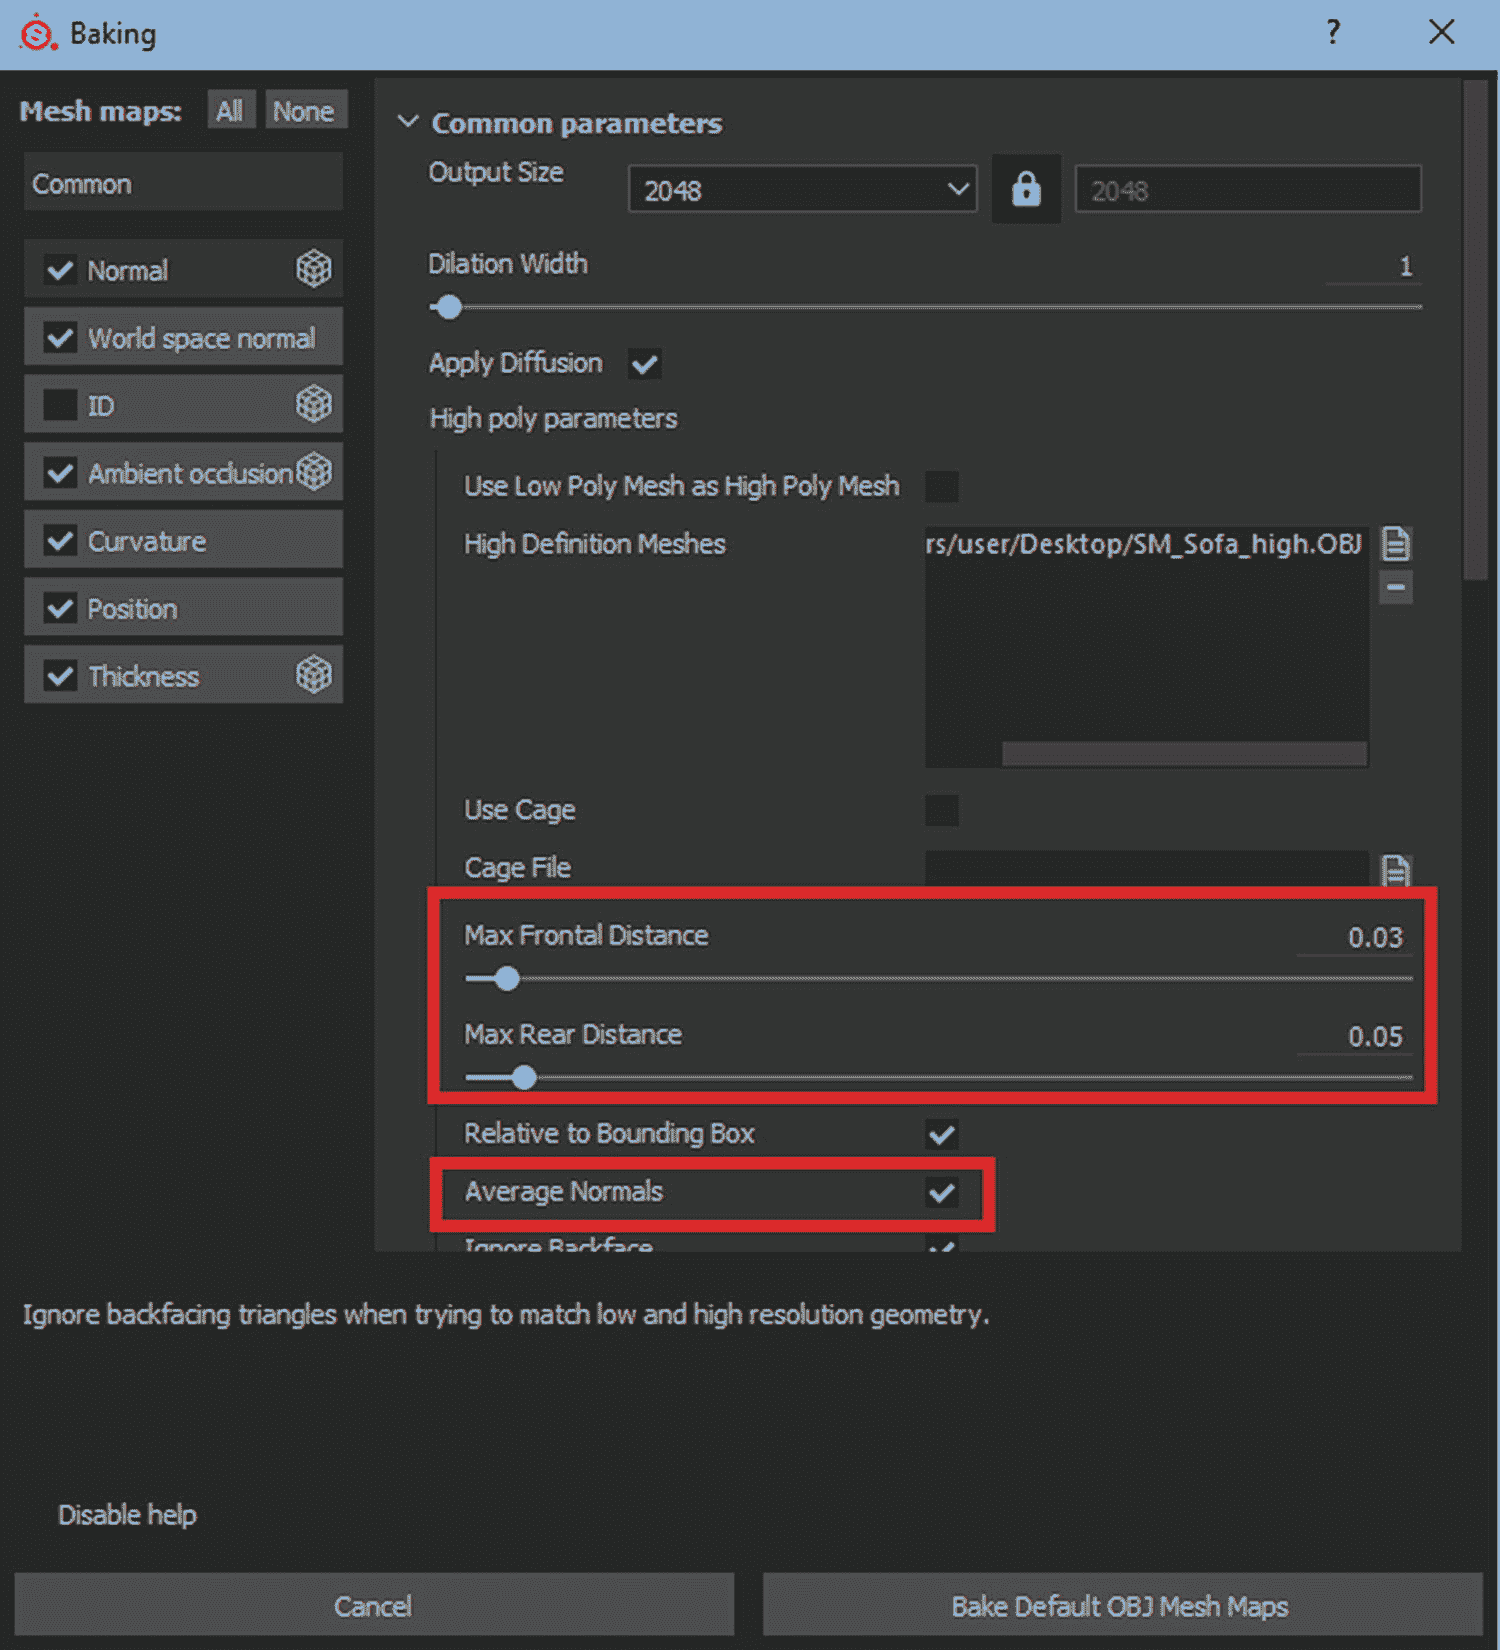 Baking ?
Mesh maps: All None
Common
Normal
World space normal
ID
Ambient occlusion
Curvature
Position
Thickness
Common parameters
Output Size 2048 2048
Dilation Width 1
Apply Diffusion
High poly parameters
Use Low Poly Mesh as High Poly Mesh
High Definition Meshes rs/user/Desktop/SM_Sofa_high.OBJ
Use Cage
Cage File
Max Frontal Distance 0.03
Max Rear Distance 0.05
Relative to Bounding Box
Average Normals
Ignore Backface
Ignore backfacing triangles when trying to match low and high resolution geometry.
Disable help
Cancel Bake Default OBJ Mesh Maps